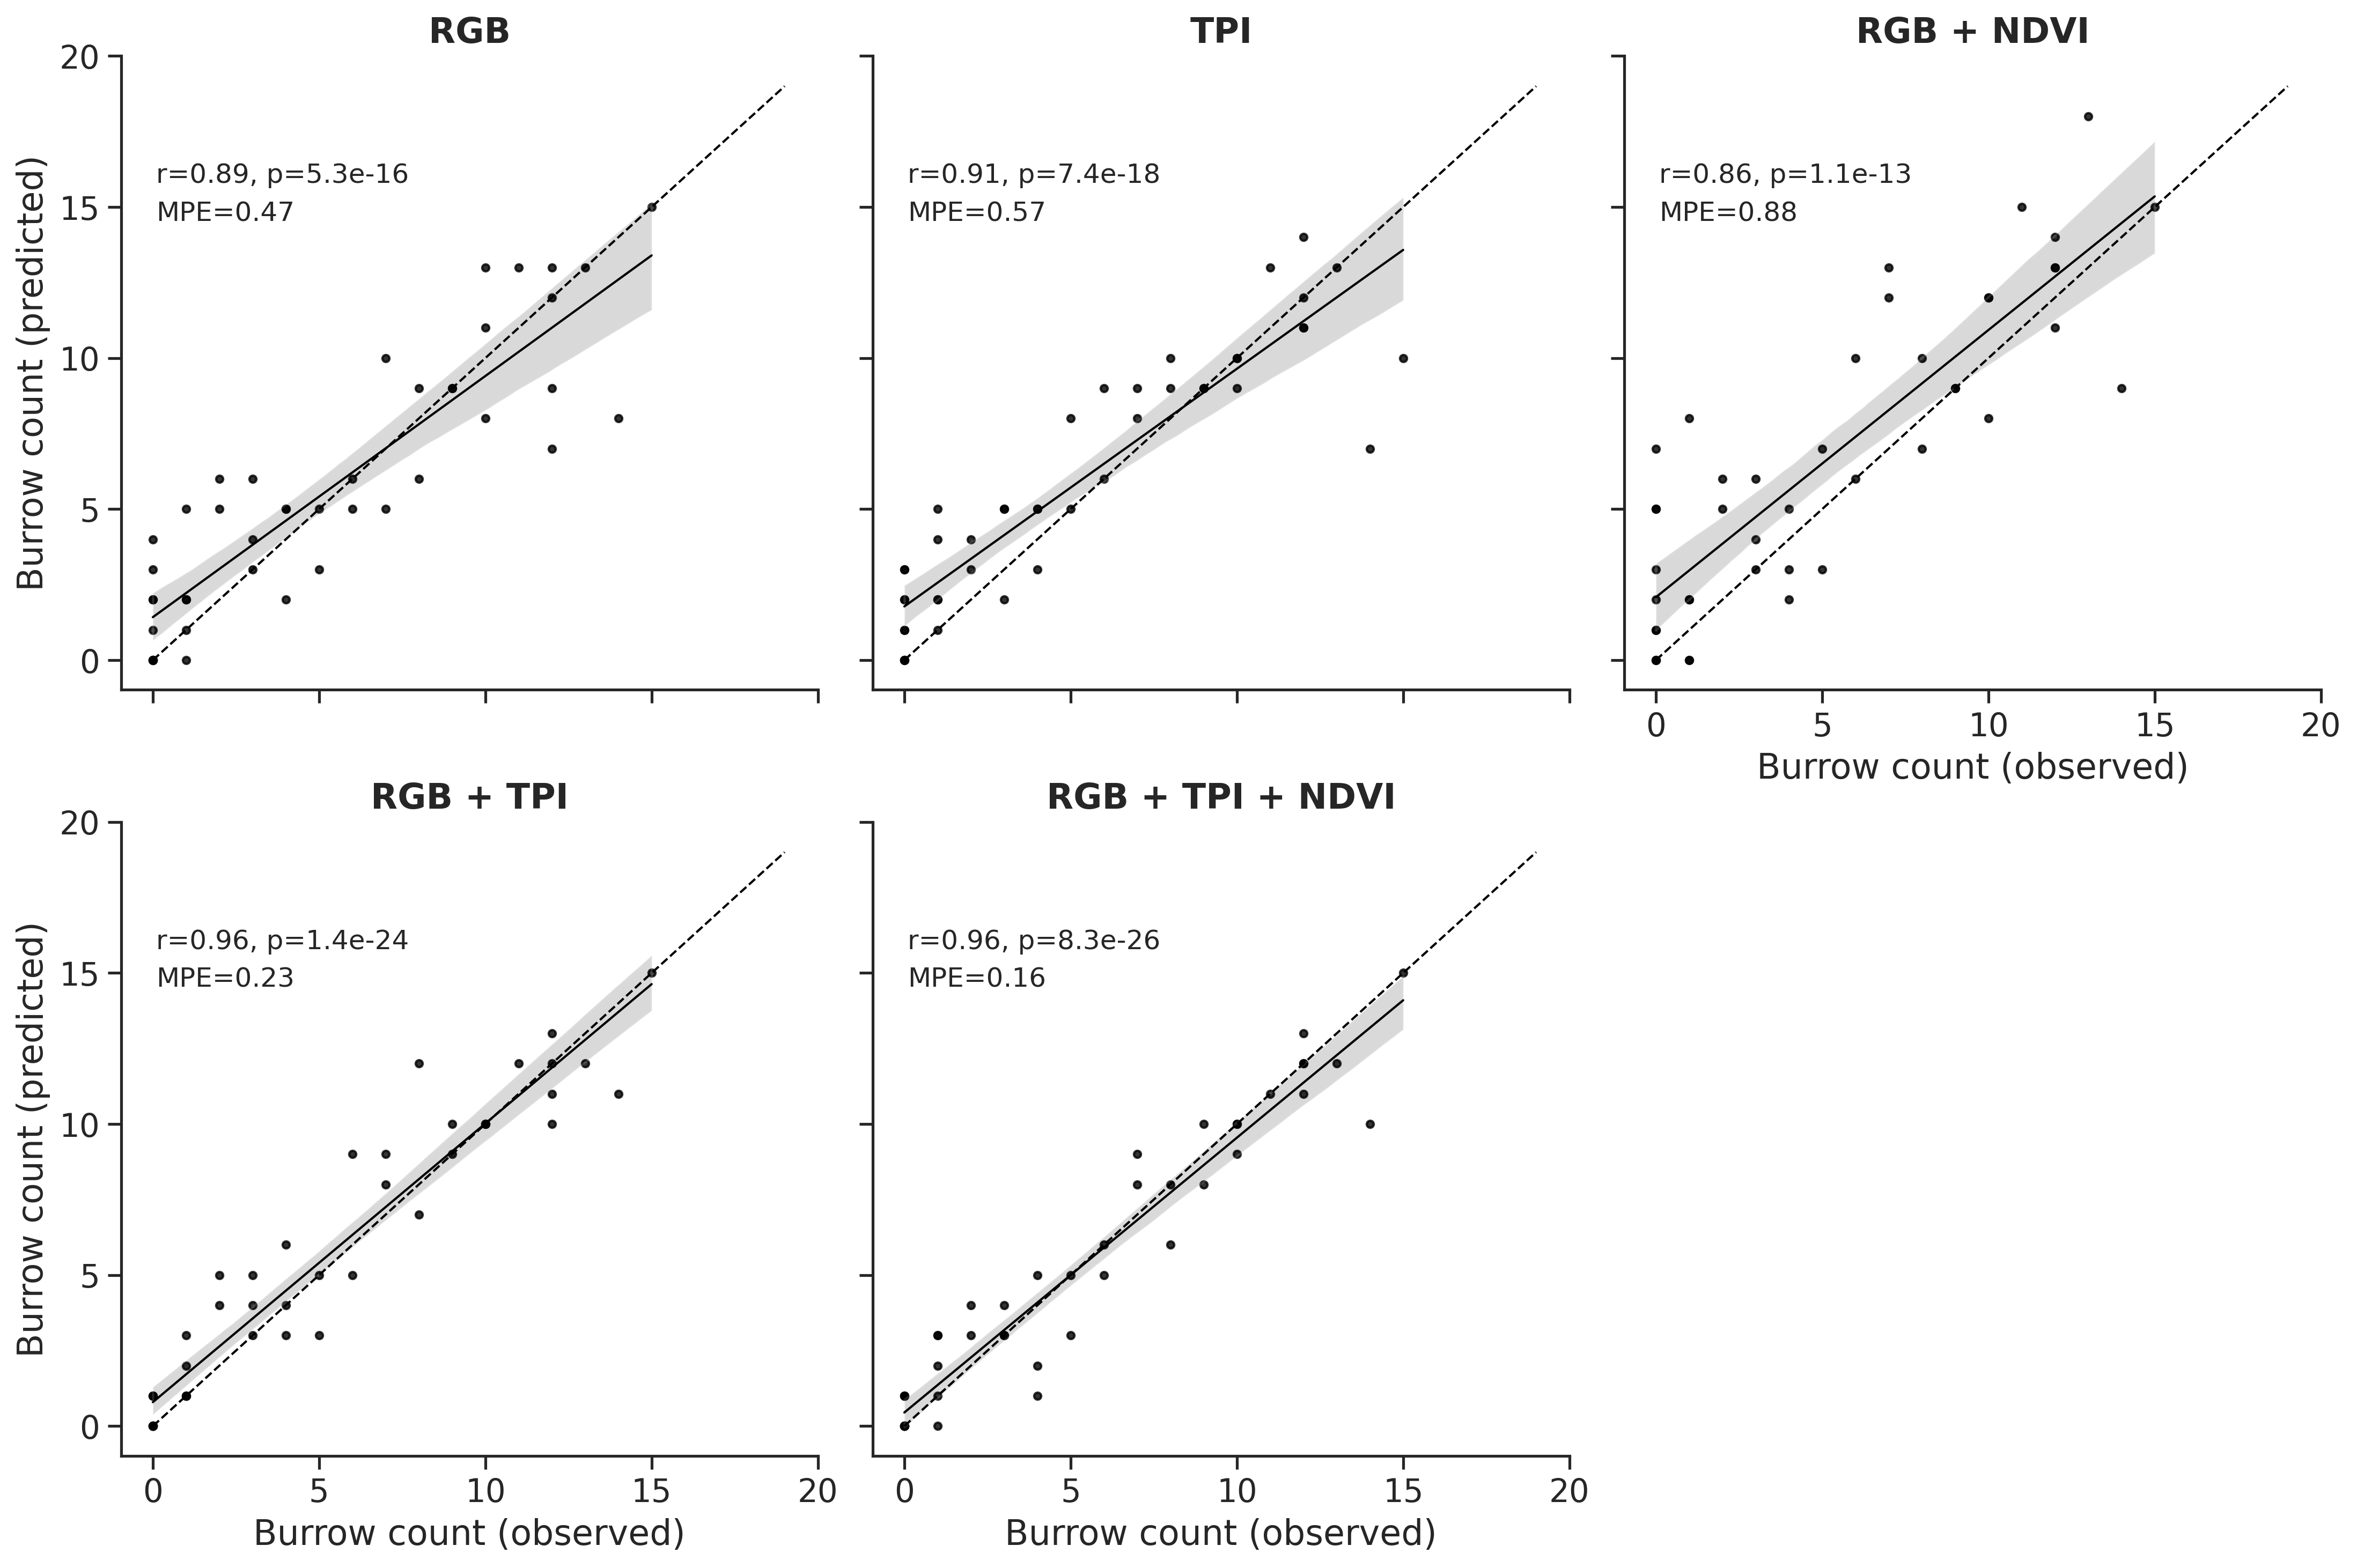 RGB
TPI
RGB + NDVI
20
15
10
5
0
Burrow count (predicted)
r=0.89, p=5.3e-16
MPE=0.47
r=0.91, p=7.4e-18
MPE=0.57
r=0.86, p=1.1e-13
MPE=0.88
0 5 10 15 20
Burrow count (observed)
RGB + TPI
RGB + TPI + NDVI
20
15
10
5
0
Burrow count (predicted)
r=0.96, p=1.4e-24
MPE=0.23
r=0.96, p=8.3e-26
MPE=0.16
0 5 10 15 20
Burrow count (observed)
0 5 10 15 20
Burrow count (observed)